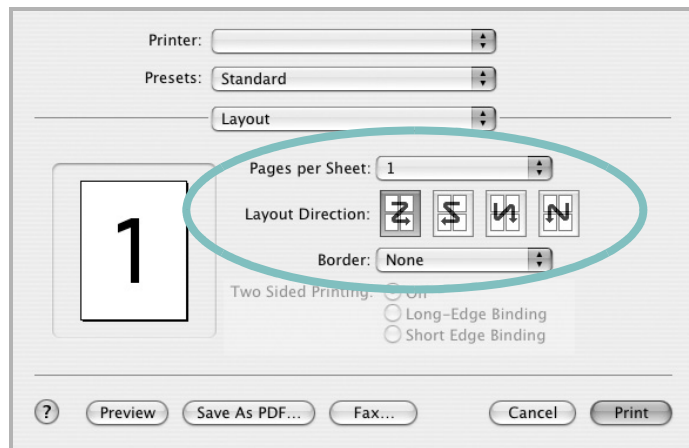 Printer:
Presets: Standard
Layout
Pages per Sheet: 1
1
Layout Direction:
Border: None
Two Sided Printing: Off
Long-Edge Binding
Short Edge Binding
? Preview Save As PDF... Fax... Cancel Print